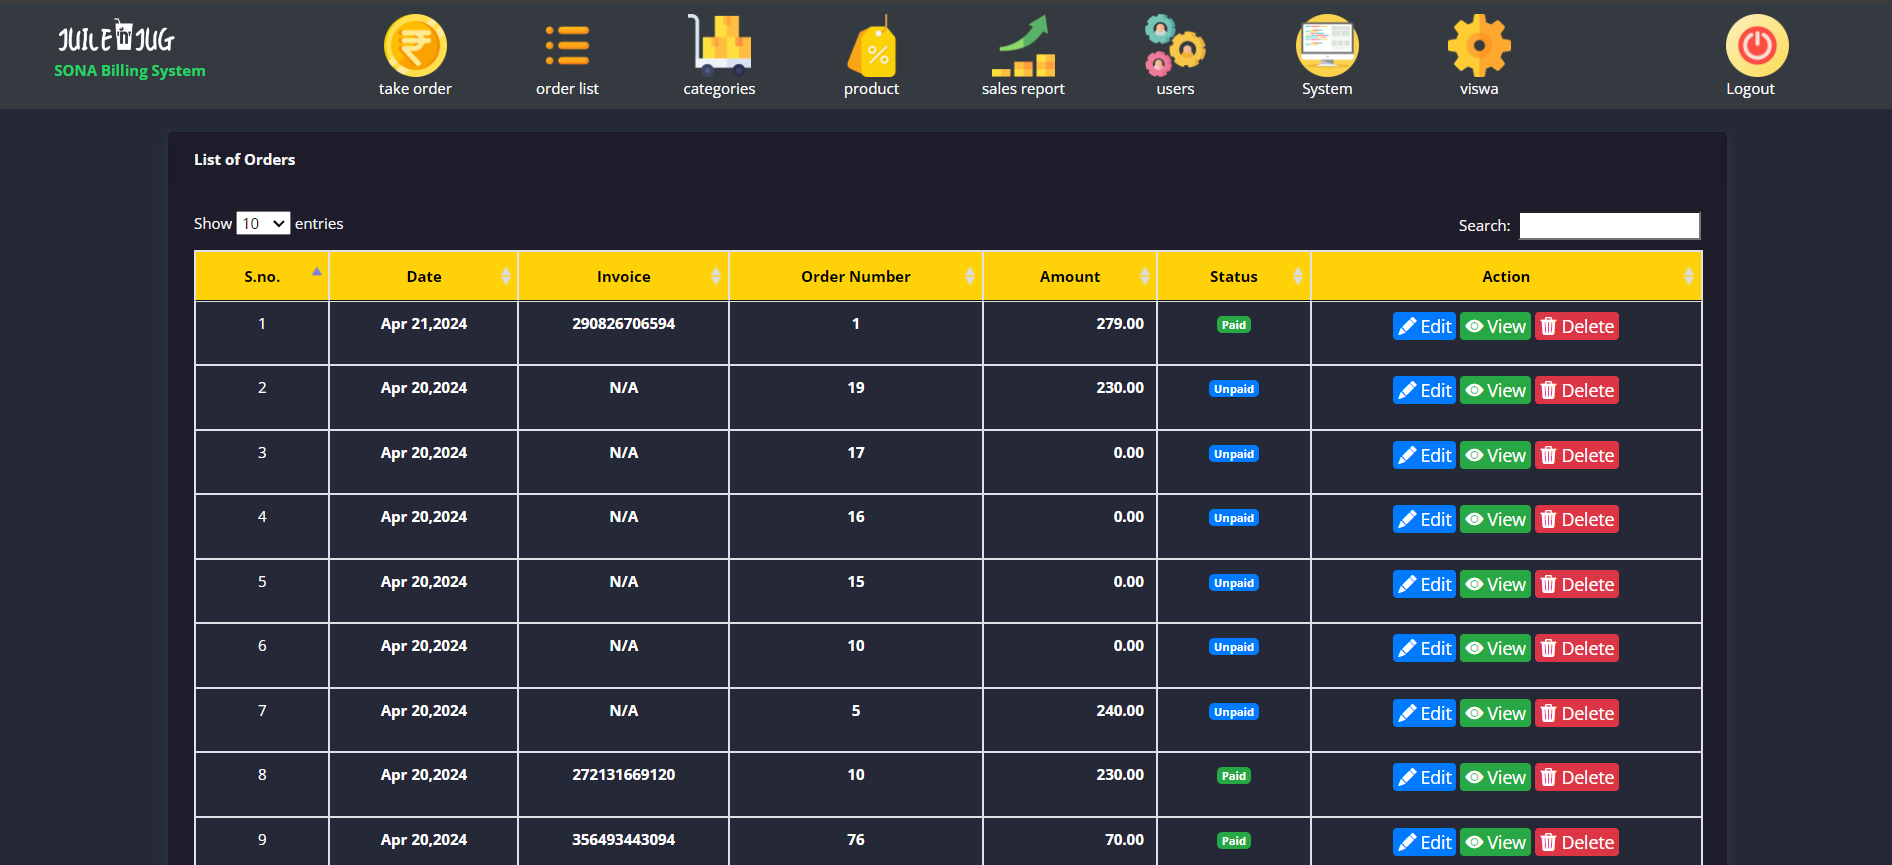 JUICE JUG
SONA Billing System
take order
order list
categories
product
sales report
users
System
viswa
Logout
List of Orders
Show 10 entries
Search:
S.no. Date Invoice Order Number Amount Status Action
1 Apr 21,2024 290826706594 1 279.00 Paid Edit View Delete
2 Apr 20,2024 N/A 19 230.00 Unpaid Edit View Delete
3 Apr 20,2024 N/A 17 0.00 Unpaid Edit View Delete
4 Apr 20,2024 N/A 16 0.00 Unpaid Edit View Delete
5 Apr 20,2024 N/A 15 0.00 Unpaid Edit View Delete
6 Apr 20,2024 N/A 10 0.00 Unpaid Edit View Delete
7 Apr 20,2024 N/A 5 240.00 Unpaid Edit View Delete
8 Apr 20,2024 272131669120 10 230.00 Paid Edit View Delete
9 Apr 20,2024 356493443094 76 70.00 Paid Edit View Delete